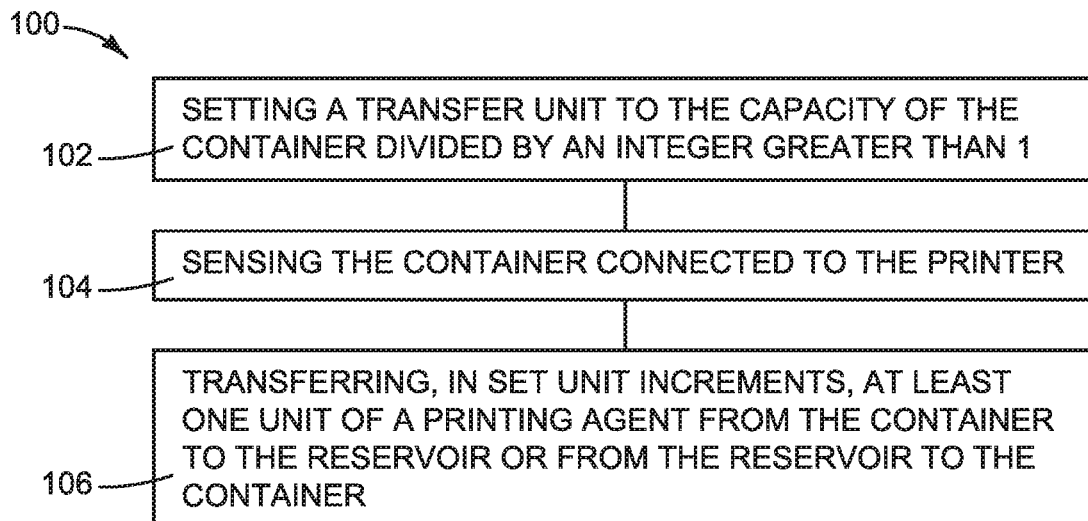 100
SETTING A TRANSFER UNIT TO THE CAPACITY OF THE
102 CONTAINER DIVIDED BY AN INTEGER GREATER THAN 1
104 SENSING THE CONTAINER CONNECTED TO THE PRINTER
TRANSFERRING, IN SET UNIT INCREMENTS, AT LEAST
ONE UNIT OF A PRINTING AGENT FROM THE CONTAINER
TO THE RESERVOIR OR FROM THE RESERVOIR TO THE
106 CONTAINER